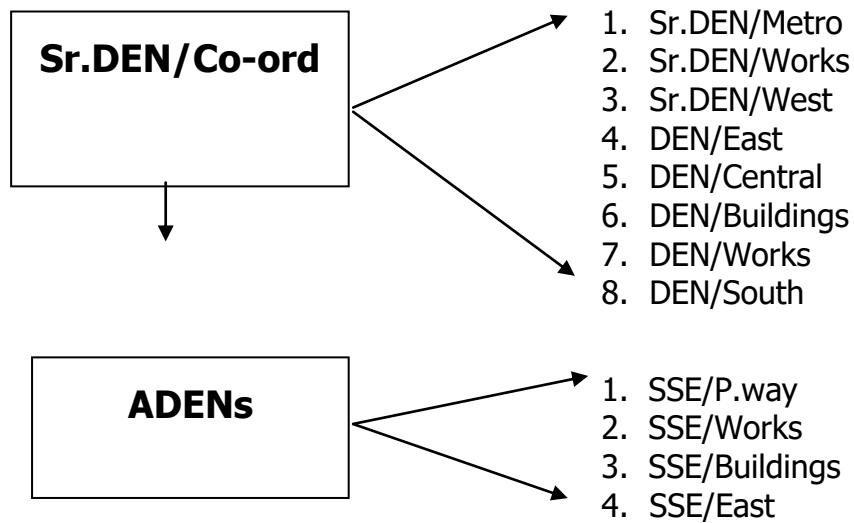 Sr.DEN/Co-ord
1. Sr.DEN/Metro
2. Sr.DEN/Works
3. Sr.DEN/West
4. DEN/East
5. DEN/Central
6. DEN/Buildings
7. DEN/Works
8. DEN/South
ADENs
1. SSE/P.way
2. SSE/Works
3. SSE/Buildings
4. SSE/East